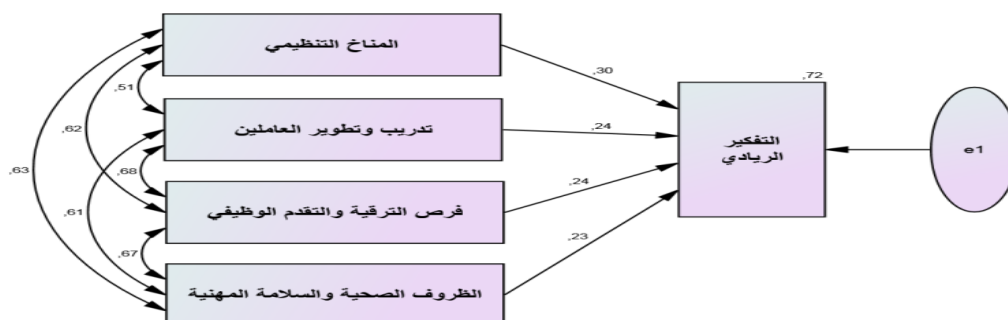 المناخ التنظيمي
تدريب وتطوير العاملين
فرص الترقية والتقدم الوظيفي
الظروف الصحية والسلامة المهنية
,51
,62
,68
,63
,61
,67
,30
,24
,24
,23
,72
التفكير
الريادي
e1